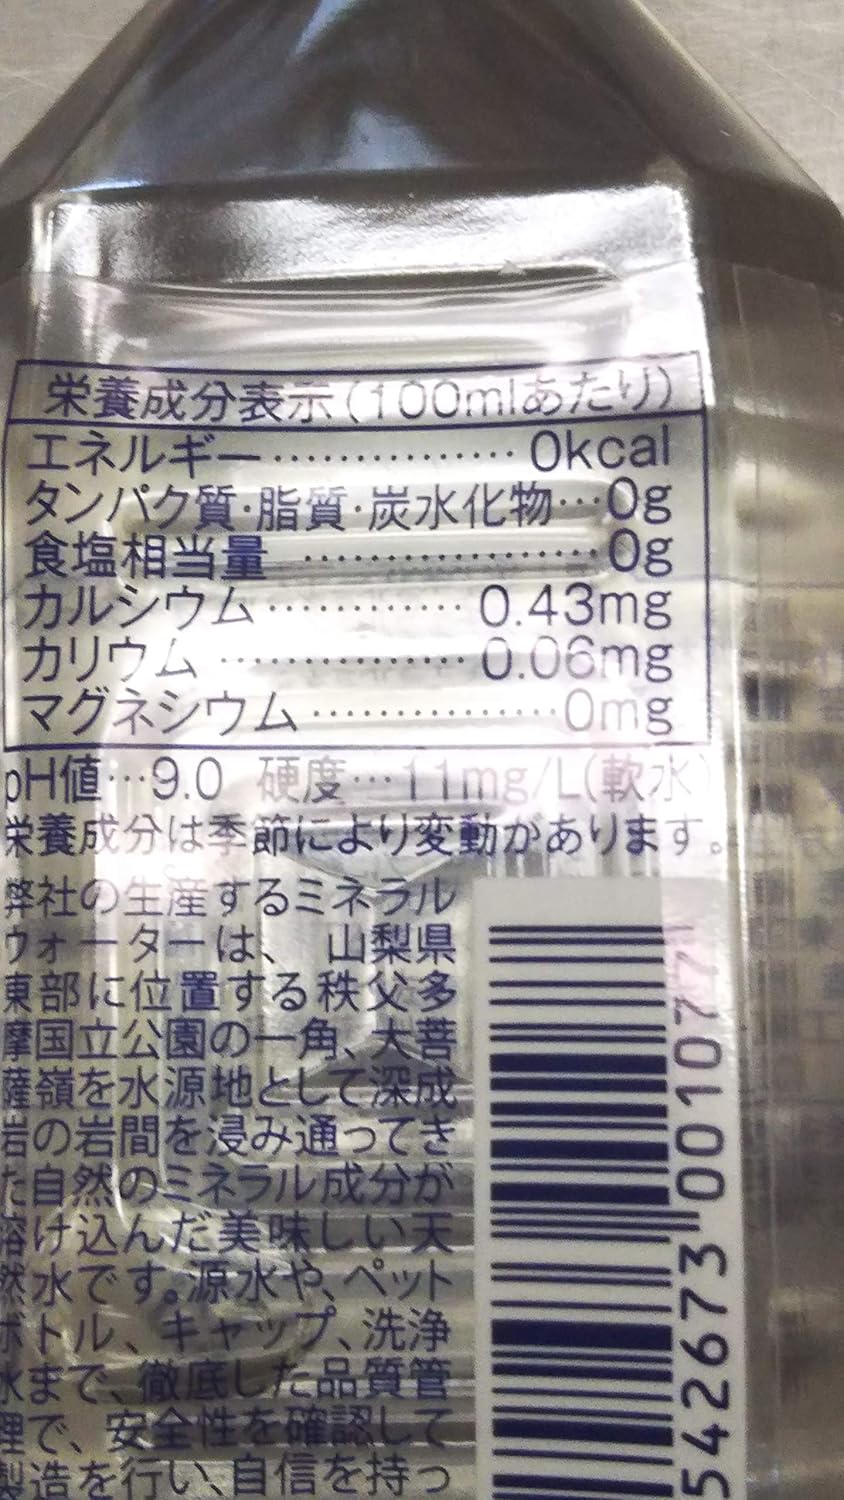 栄養成分表示(100mlあたり)
エネルギー……………0kcal
タンパク質・脂質・炭水化物…0g
食塩相当量………………0g
カルシウム…………0.43mg
カリウム……………0.06mg
マグネシウム……………0mg
pH値…9.0 硬度…11mg/L(軟水)
栄養成分は季節により変動があります。
弊社の生産するミネラル
ウォーターは、山梨県
東部に位置する秩父多
摩国立公園の一角、大菩
薩嶺を水源地として深成
岩の岩間を浸み通ってき
た自然のミネラル成分が
溶け込んだ美味しい天
然水です。源水や、ペット
ボトル、キャップ、洗浄
水まで、徹底した品質管
理で、安全性を確認して
製造を行い、自信を持っ
542673 001077